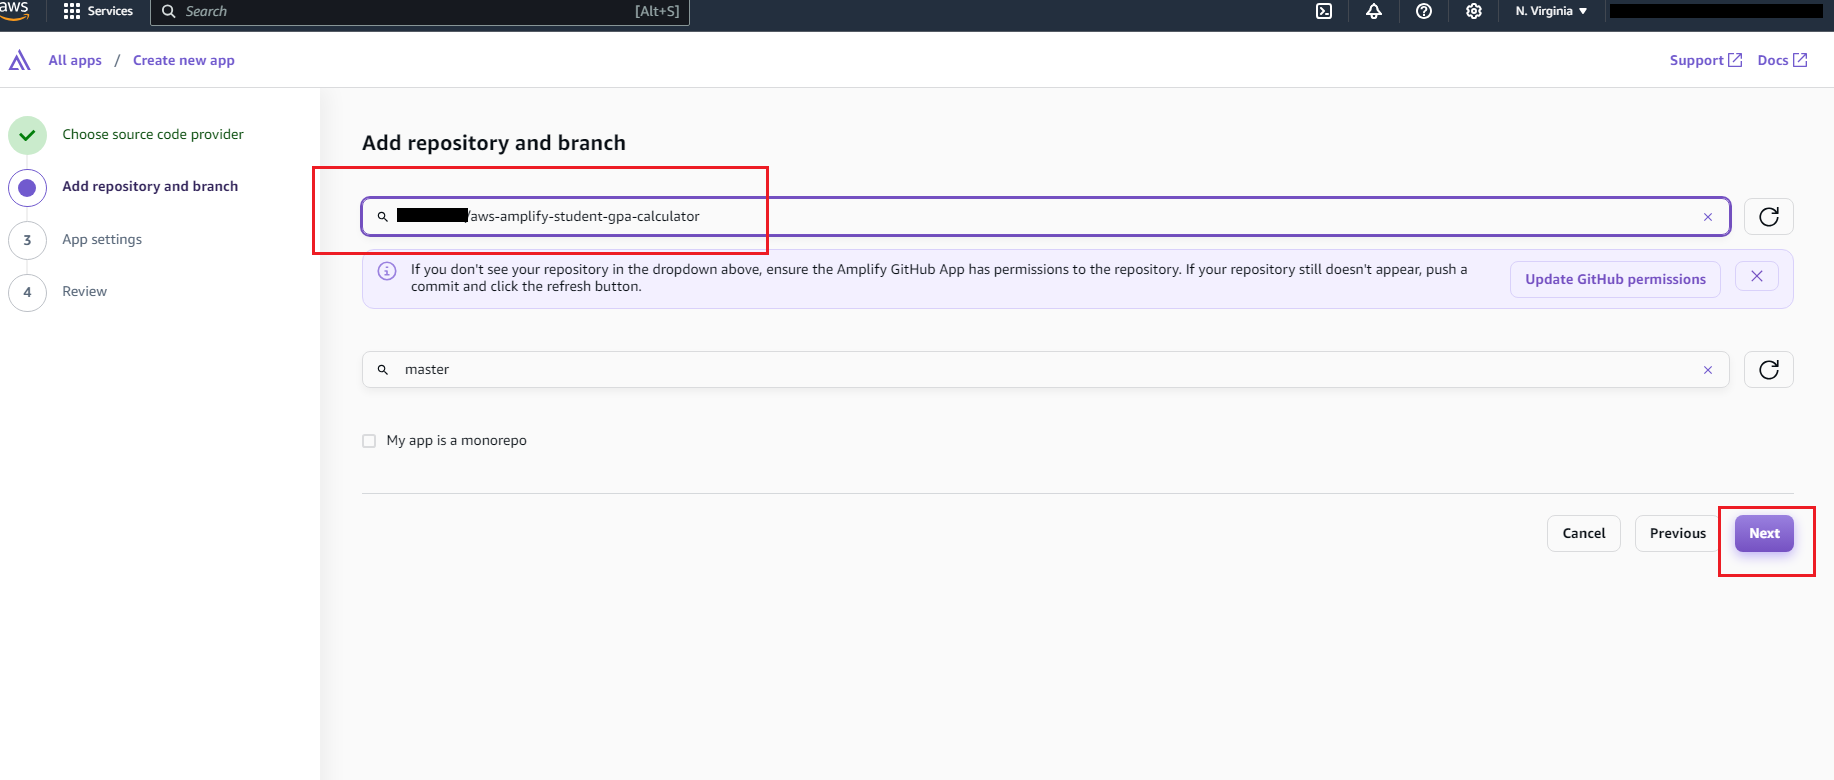 aws
Services
Search
[Alt+S]
N. Virginia
All apps / Create new app
Support
Docs
Choose source code provider
Add repository and branch
3
App settings
4
Review
Add repository and branch
/aws-amplify-student-gpa-calculator
If you don't see your repository in the dropdown above, ensure the Amplify GitHub App has permissions to the repository. If your repository still doesn't appear, push a
commit and click the refresh button.
Update GitHub permissions
master
My app is a monorepo
Cancel
Previous
Next